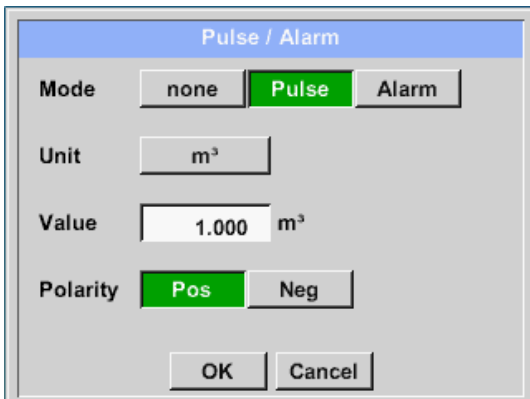 Pulse / Alarm
Mode none Pulse Alarm
Unit m³
Value 1.000 m³
Polarity Pos Neg
OK Cancel